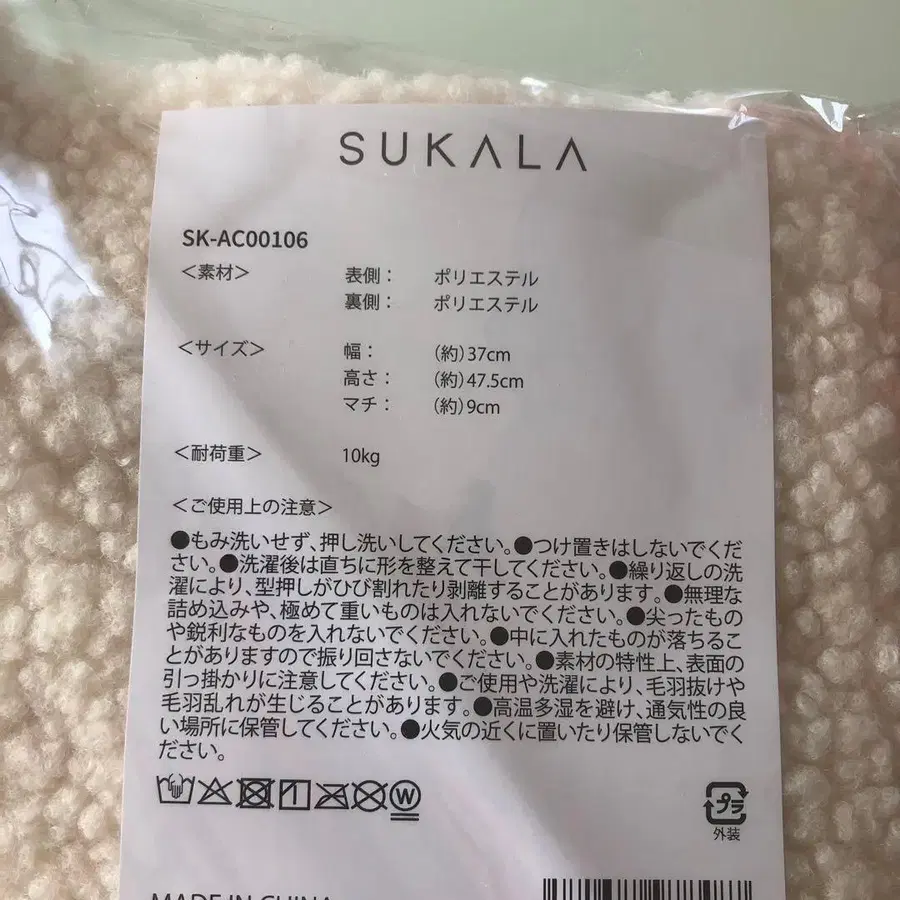 SUKALA
SK-AC00106
<素材> 表側： ポリエステル
裏側： ポリエステル
<サイズ> 幅： (約)37cm
高さ： (約)47.5cm
マチ： (約)9cm
<耐荷重> 10kg
<ご使用上の注意>
●もみ洗いせず、押し洗いしてください。●つけ置きはしないでくだ
さい。●洗濯後は直ちに形を整えて干してください。●繰り返しの洗
濯により、型押しがひび割れたり剥離することがあります。●無理な
詰め込みや、極めて重いものは入れないでください。●尖ったもの
や鋭利なものを入れないでください。●中に入れたものが落ちるこ
とがありますので振り回さないでください。●素材の特性上、表面の
引っ掛かりに注意してください。●ご使用や洗濯により、毛羽抜けや
毛羽乱れが生じることがあります。●高温多湿を避け、通気性の良
い場所に保管してください。●火気の近くに置いたり保管しないでく
ださい。
W
プラ
外装
MADE IN CHINA